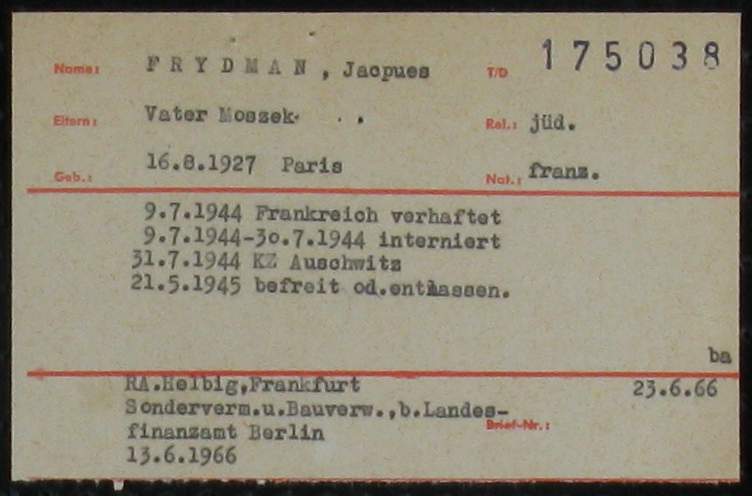 Name: FRYDMAN, Jacques T/D 175038
Eltern: Vater Moszek . . Rel.: jüd.
Geb.: 16.8.1927 Paris Nat.: franz.
9.7.1944 Frankreich verhaftet
9.7.1944-3o.7.1944 interniert
31.7.1944 KZ Auschwitz
21.5.1945 befreit od.entlassen.
ba
RA.Helbig,Frankfurt 23.6.66
Sonderverm.u.Bauverw.,b.Landes-
finanzamt Berlin Brief-Nr.:
13.6.1966